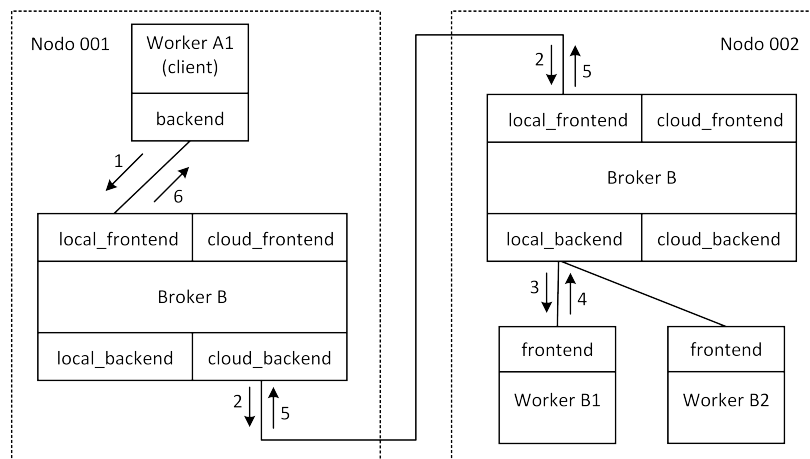 Nodo 001
Worker A1
(client)
backend
1
6
local_frontend
cloud_frontend
Broker B
local_backend
cloud_backend
2
5
Nodo 002
2
5
local_frontend
cloud_frontend
Broker B
local_backend
cloud_backend
3
4
frontend
Worker B1
frontend
Worker B2